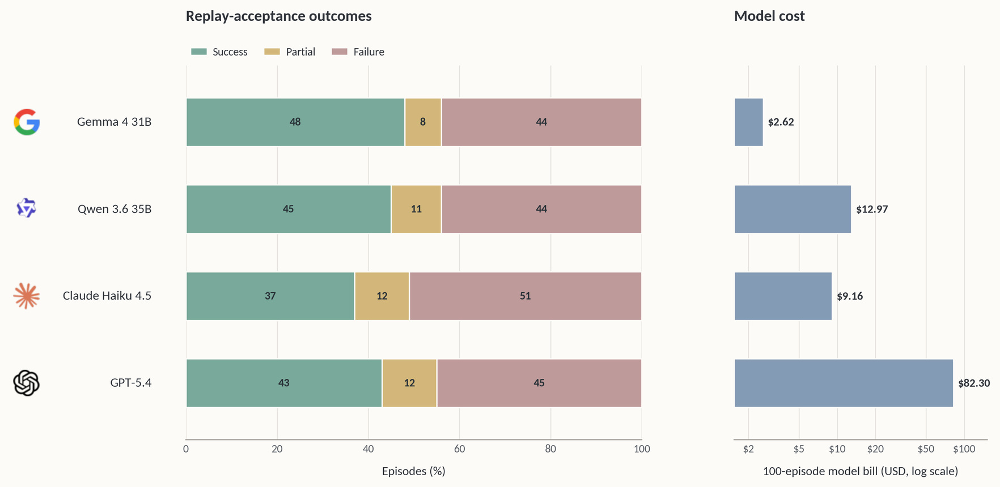 Replay-acceptance outcomes
Model cost
Success Partial Failure
Gemma 4 31B 48 8 44 $2.62
Qwen 3.6 35B 45 11 44 $12.97
Claude Haiku 4.5 37 12 51 $9.16
GPT-5.4 43 12 45 $82.30
0 20 40 60 80 100
$2 $5 $10 $20 $50 $100
Episodes (%)
100-episode model bill (USD, log scale)